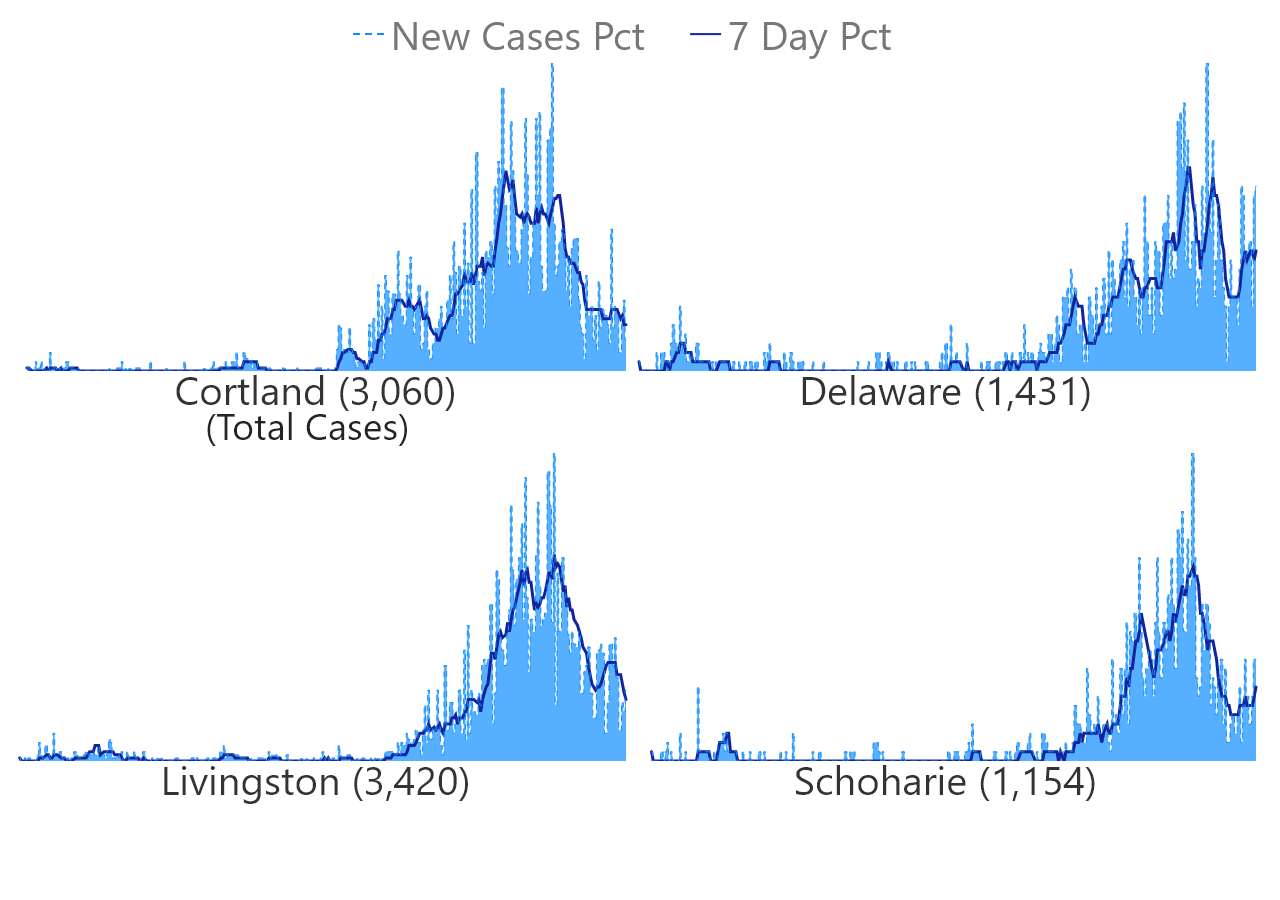 New Cases Pct 7 Day Pct
Cortland (3,060)
(Total Cases)
Delaware (1,431)
Livingston (3,420)
Schoharie (1,154)